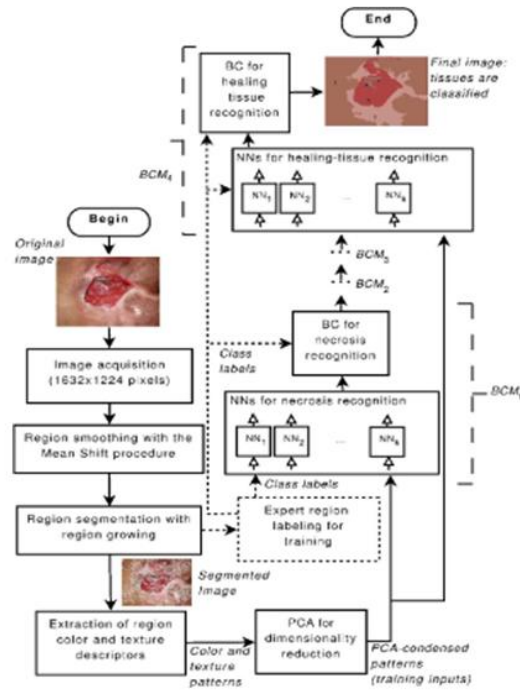 End
BC for
healing
tissue
recognition
Final image:
tissues are
classified
BCM4
NNs for healing-tissue recognition
NN1 NN2 ...
Begin
Original
image
BCM3
BCM2
Image acquisition
(1632x1224 pixels)
Class
labels
BC for
necrosis
recognition
NNs for necrosis recognition
NN1 NN2 ...
Region smoothing with the
Mean Shift procedure
Class labels
Region segmentation with
region growing
Expert region
labeling for
training
Segmented
Image
Extraction of region
color and texture
descriptors
Color and
texture
patterns
PCA for
dimensionality
reduction
PCA-condensed
patterns
(training inputs)